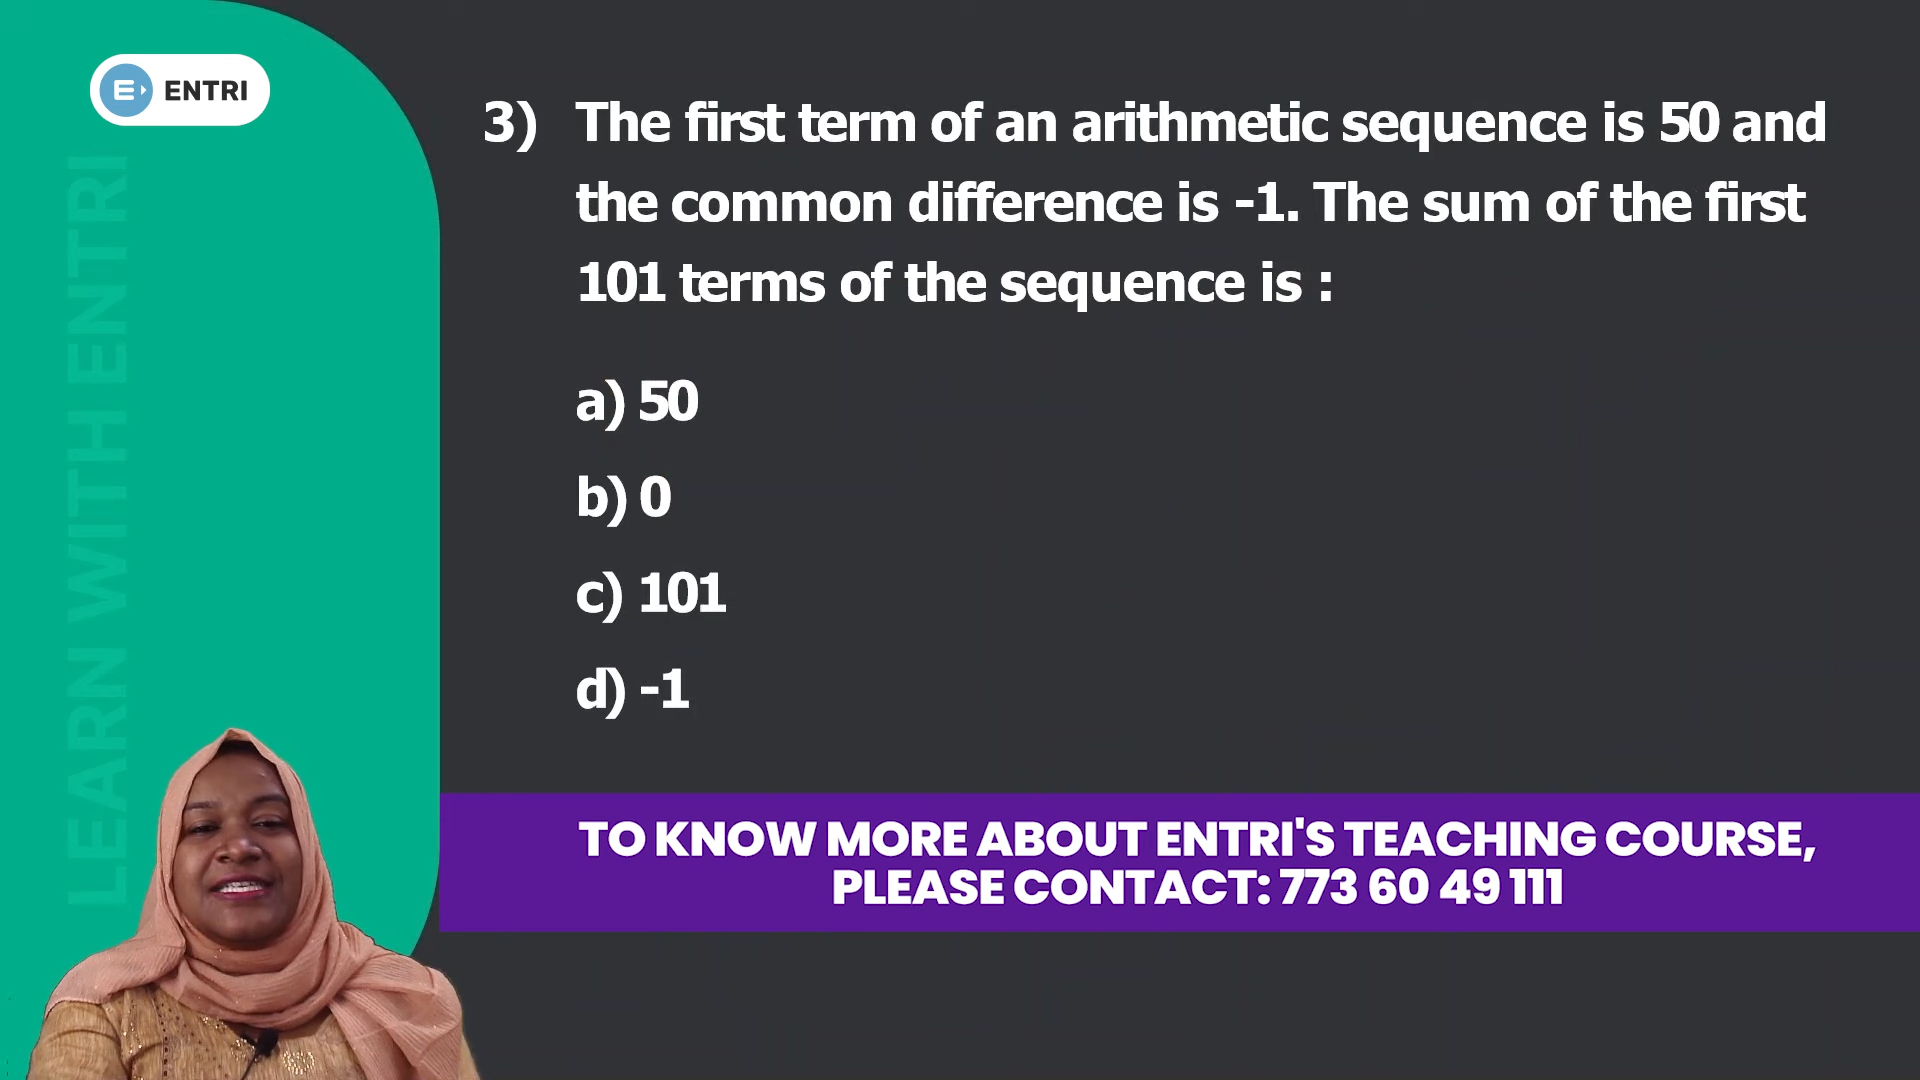 ENTRI
LEARN WITH ENTRI
3) The first term of an arithmetic sequence is 50 and
the common difference is -1. The sum of the first
101 terms of the sequence is :
a) 50
b) 0
c) 101
d) -1
TO KNOW MORE ABOUT ENTRI'S TEACHING COURSE,
PLEASE CONTACT: 773 60 49 111